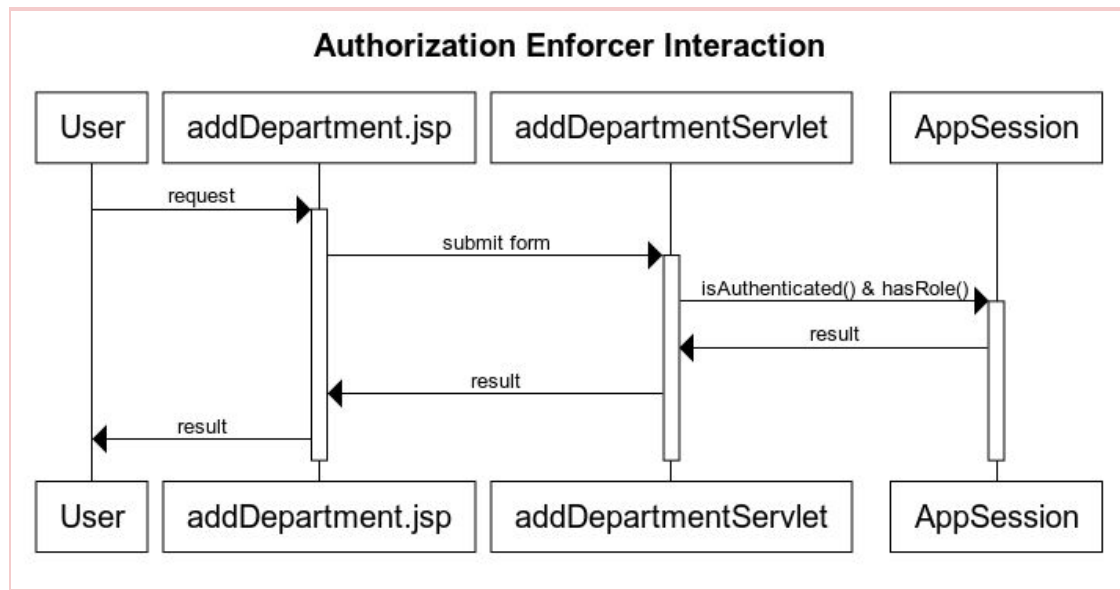 Authorization Enforcer Interaction
User addDepartment.jsp addDepartmentServlet AppSession
request
submit form
isAuthenticated() & hasRole()
result
result
result
User addDepartment.jsp addDepartmentServlet AppSession